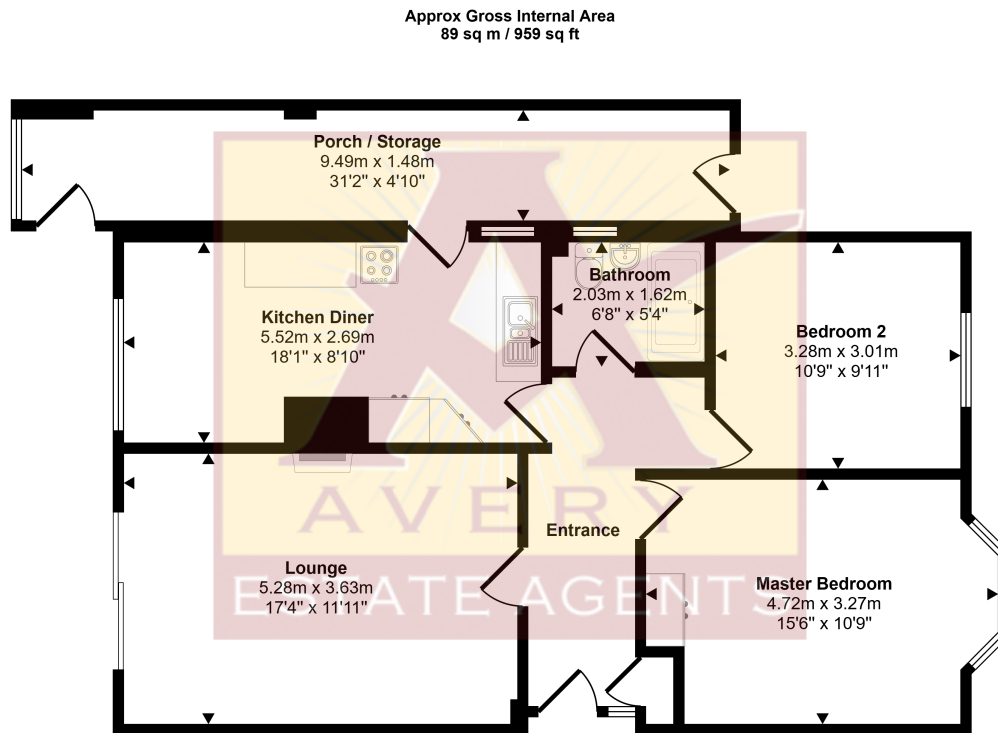 Approx Gross Internal Area
89 sq m / 959 sq ft
Porch / Storage
9.49m x 1.48m
31'2" x 4'10"
Bathroom
2.03m x 1.62m
6'8" x 5'4"
Kitchen Diner
5.52m x 2.69m
18'1" x 8'10"
Bedroom 2
3.28m x 3.01m
10'9" x 9'11"
AVERY
Entrance
Lounge
5.28m x 3.63m
17'4" x 11'11"
ESTATE AGENTS
Master Bedroom
4.72m x 3.27m
15'6" x 10'9"